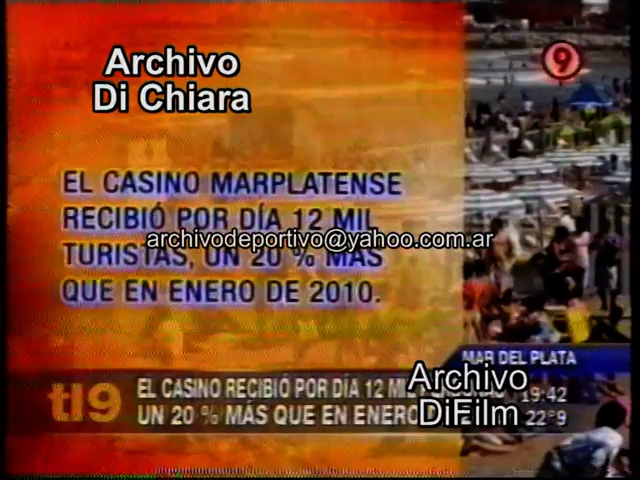 Archivo
Di Chiara
9
EL CASINO MARPLATENSE
RECIBIÓ POR DÍA 12 MIL
TURISTAS, UN 20 % MÁS
QUE EN ENERO DE 2010.
archivodeportivo@yahoo.com.ar
MAR DEL PLATA
tl9
EL CASINO RECIBIÓ POR DÍA 12 MIL
UN 20 % MÁS QUE EN ENERO
Archivo
DiFilm
19:42
22°9